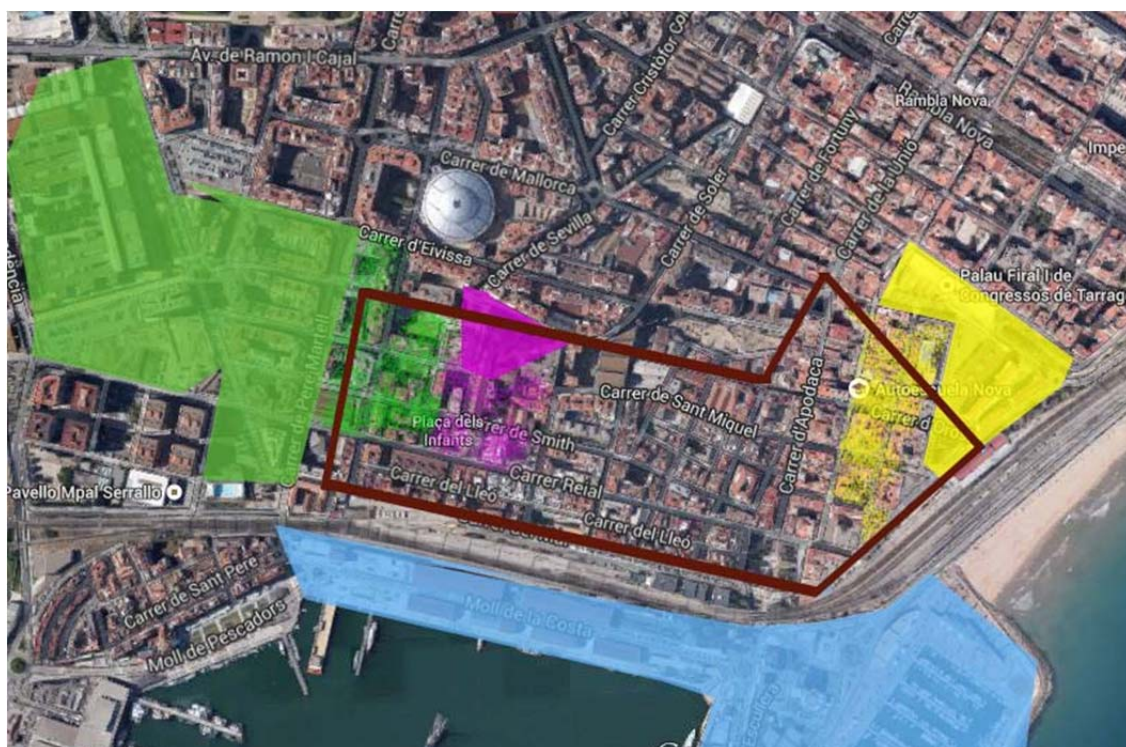 Av. de Ramon I Cajal
Rambla Nova
Rambla Nova
Impe
Carrer Cristòfor Co
Carrer de Mallorca
Carrer de Fortuny
Carrer de la Unió
Carrer de Soler
Carrer de Sevilla
Carrer d'Eivissa
Palau Firal I de
Congressos de Tarrag
Carrer de Pere Martell
Autoescuela Nova
Carrer de Sant Miquel
Carrer d'Apodaca
Plaça dels
Infants
rer de Smith
Carrer Reial
Carrer del Lleó
Carrer del Lleó
Pavelló Mpal Serrallo
Carrer de Sant Pere
Moll de Pescadors
Moll de la Costa